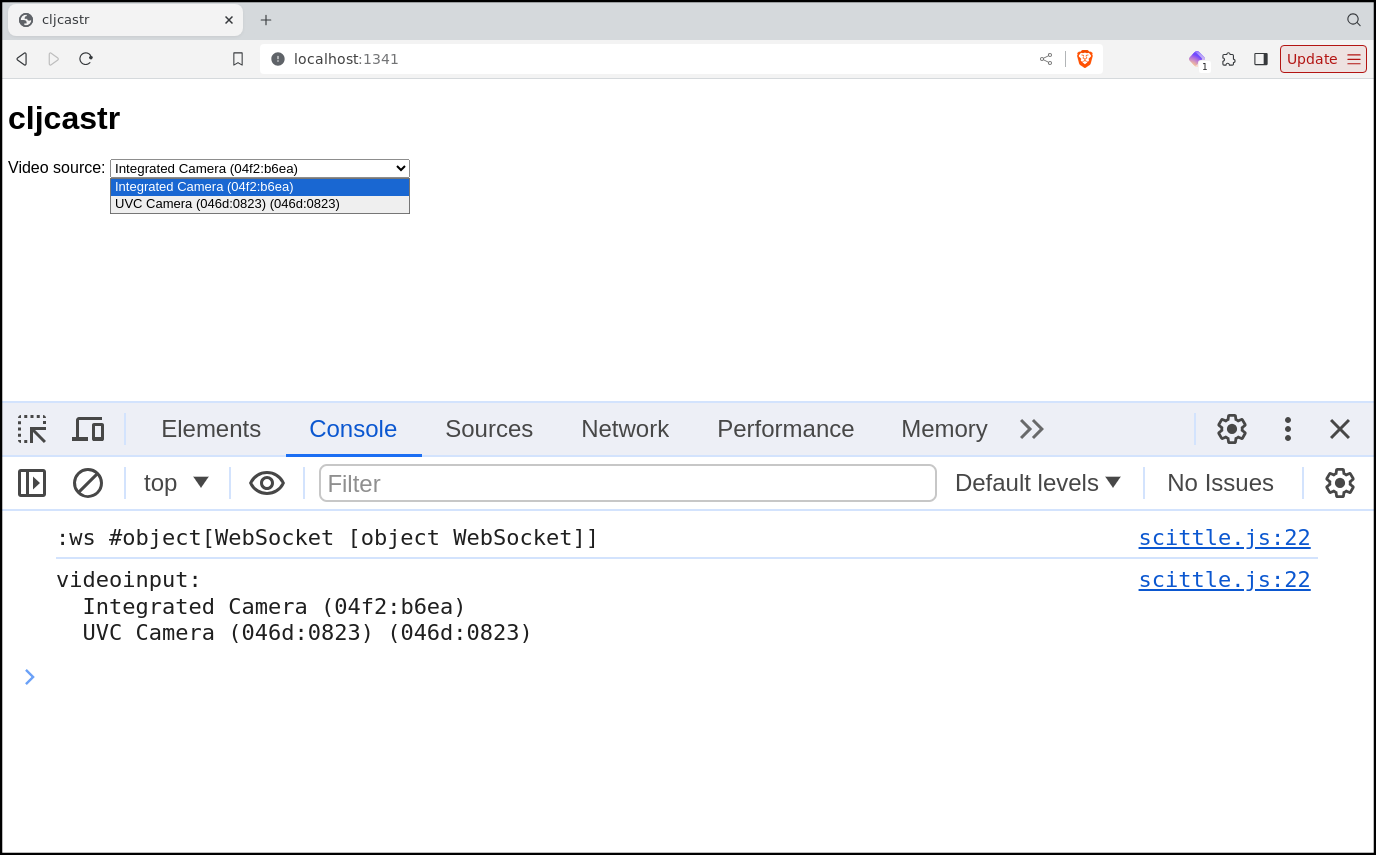 cljcastr
localhost:1341
1
Update
cljcastr
Video source: Integrated Camera (04f2:b6ea)
Integrated Camera (04f2:b6ea)
UVC Camera (046d:0823) (046d:0823)
Elements Console Sources Network Performance Memory
top Filter Default levels No Issues
:ws #object[WebSocket [object WebSocket]] scittle.js:22
videoinput: scittle.js:22
Integrated Camera (04f2:b6ea)
UVC Camera (046d:0823) (046d:0823)